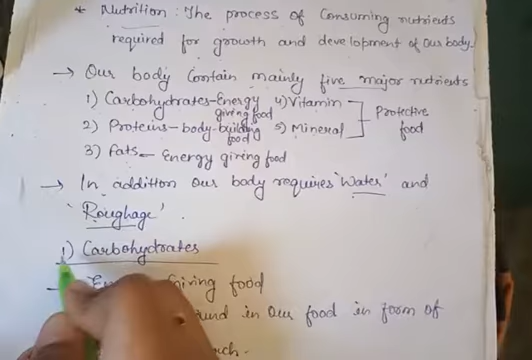 * Nutrition : The process of Consuming nutrients
required for growth and development of Our body.
→ Our body Contain mainly five major nutrients
1) Carbohydrates-Energy giving food 4) Vitamin
2) Proteins-body-building food 5) Mineral Protective food
3) Fats- Energy giving food
→ In addittion Our body requires 'Water' and
'Roughage'.
1) Carbohydrates
Giving food
in Our food in form of